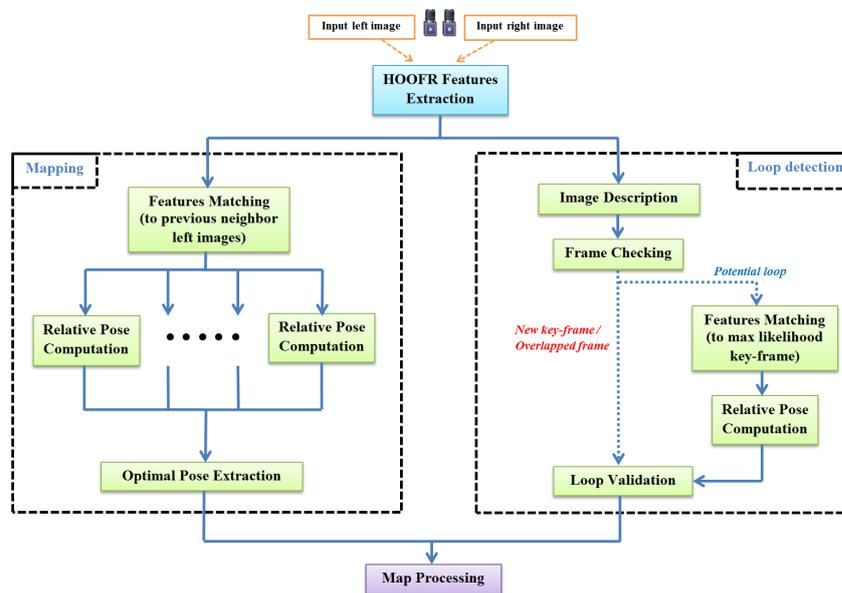 Input left image
A
B
Input right image
HOOFR Features
Extraction
Mapping
Loop detection
Features Matching
(to previous neighbor
left images)
Image Description
Frame Checking
Potential loop
Relative Pose
Computation
Relative Pose
Computation
New key-frame /
Overlapped frame
Features Matching
(to max likelihood
key-frame)
Relative Pose
Computation
Optimal Pose Extraction
Loop Validation
Map Processing